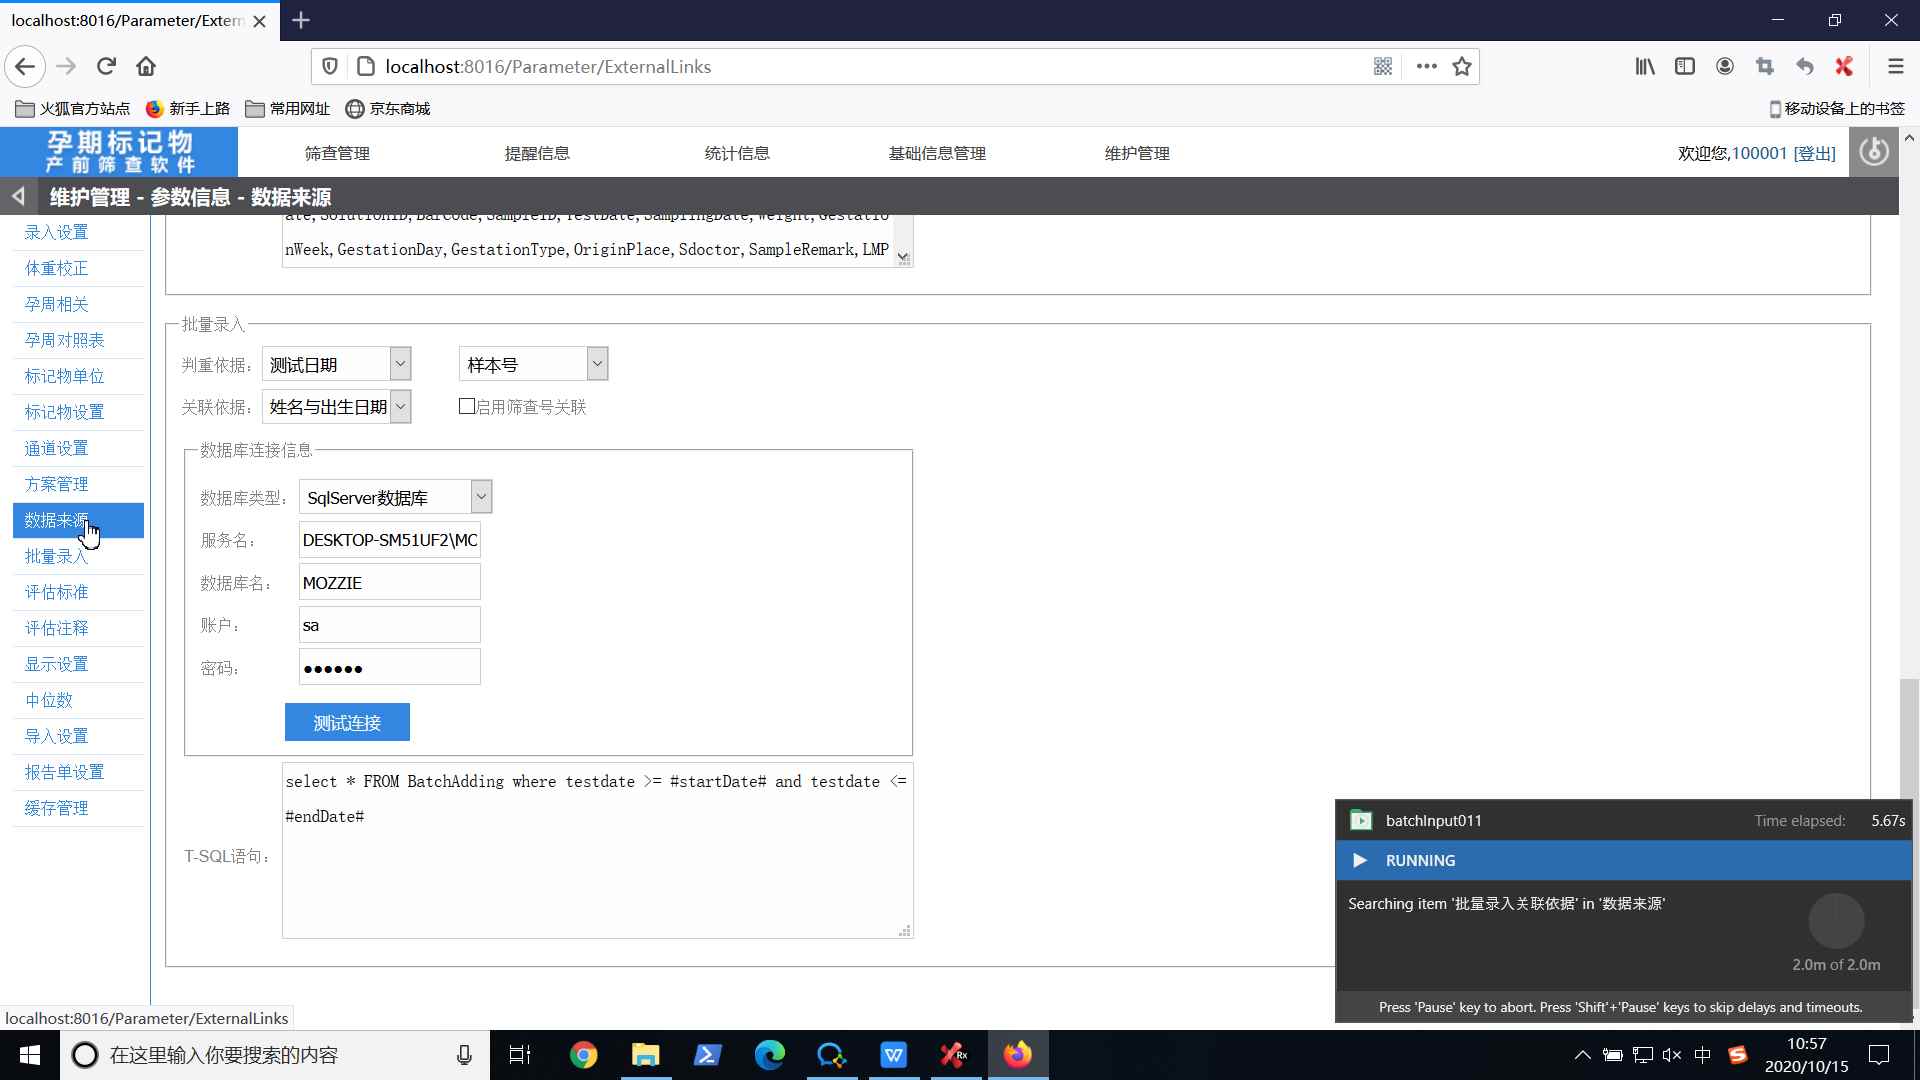 localhost:8016/Parameter/Extern
localhost:8016/Parameter/ExternalLinks
火狐官方站点
新手上路
常用网址
京东商城
移动设备上的书签
孕期标记物
产前筛查软件
筛查管理
提醒信息
统计信息
基础信息管理
维护管理
欢迎您,100001 [登出]
维护管理 - 参数信息 - 数据来源
录入设置
体重校正
孕周相关
孕周对照表
标记物单位
标记物设置
通道设置
方案管理
数据来源
批量录入
评估标准
评估注释
显示设置
中位数
导入设置
报告单设置
缓存管理
ate,SolutionID,BarCode,SampleID,TestDate,SamplingDate,Weight,Gestatio
nWeek,GestationDay,GestationType,OriginPlace,Sdoctor,SampleRemark,LMP
批量录入
判重依据: 测试日期 样本号
关联依据: 姓名与出生日期 启用筛查号关联
数据库连接信息
数据库类型: SqlServer数据库
服务名: DESKTOP-SM51UF2\MC
数据库名: MOZZIE
账户: sa
密码: ●●●●●●
测试连接
T-SQL语句:
select * FROM BatchAdding where testdate >= #startDate# and testdate <=
#endDate#
batchInput011 Time elapsed: 5.67s
RUNNING
Searching item '批量录入关联依据' in '数据来源'
2.0m of 2.0m
Press 'Pause' key to abort. Press 'Shift'+'Pause' keys to skip delays and timeouts.
localhost:8016/Parameter/ExternalLinks
在这里输入你要搜索的内容
Rx
中
10:57
2020/10/15